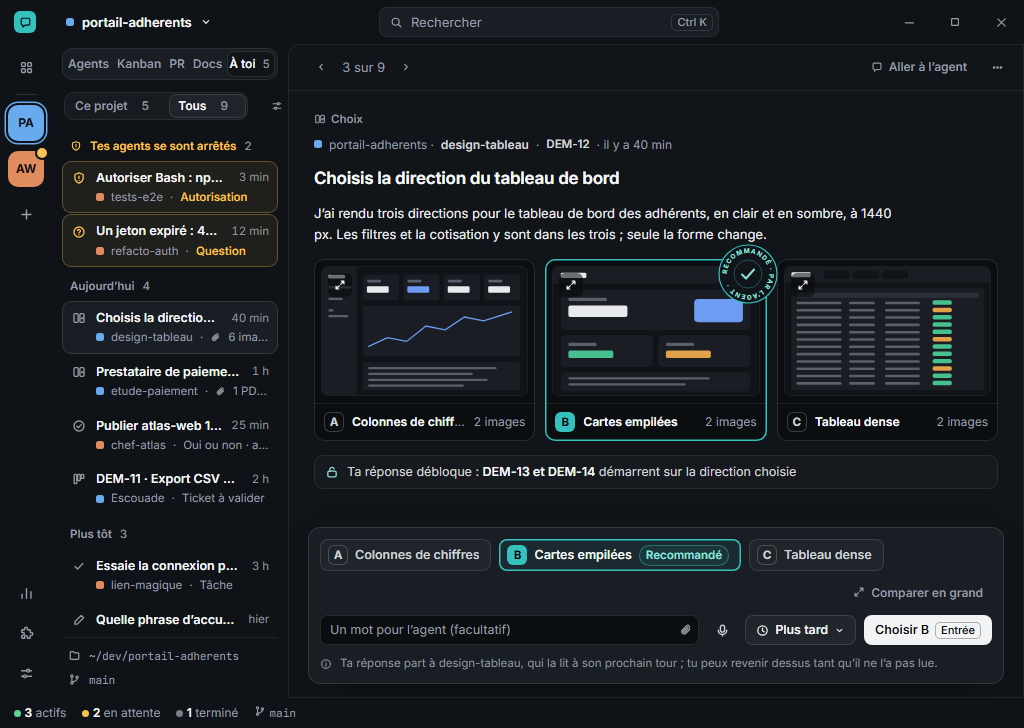 portail-adherents
Rechercher
Ctrl K
Agents Kanban PR Docs À toi 5
3 sur 9
Aller à l'agent
Ce projet 5 Tous 9
PA
AW
Tes agents se sont arrêtés 2
Autoriser Bash : np... 3 min
tests-e2e · Autorisation
Un jeton expiré : 4... 12 min
refacto-auth · Question
Aujourd'hui 4
Choisis la directio... 40 min
design-tableau · 6 ima...
Prestataire de paieme... 1 h
etude-paiement · 1 PD...
Publier atlas-web 1... 25 min
chef-atlas · Oui ou non · a...
DEM-11 · Export CSV ... 2 h
Escouade · Ticket à valider
Plus tôt 3
Essaie la connexion p... 3 h
lien-magique · Tâche
Quelle phrase d'accu... hier
~/dev/portail-adherents
main
Choix
portail-adherents · design-tableau · DEM-12 · il y a 40 min
Choisis la direction du tableau de bord
J'ai rendu trois directions pour le tableau de bord des adhérents, en clair et en sombre, à 1440
px. Les filtres et la cotisation y sont dans les trois ; seule la forme change.
RECOMMANDÉ · PAR L'AGENT ·
A Colonnes de chiff... 2 images
B Cartes empilées 2 images
C Tableau dense 2 images
Ta réponse débloque : DEM-13 et DEM-14 démarrent sur la direction choisie
A Colonnes de chiffres
B Cartes empilées Recommandé
C Tableau dense
Comparer en grand
Un mot pour l'agent (facultatif)
Plus tard
Choisir B Entrée
Ta réponse part à design-tableau, qui la lit à son prochain tour ; tu peux revenir dessus tant qu'il ne l'a pas lue.
3 actifs 2 en attente 1 terminé main